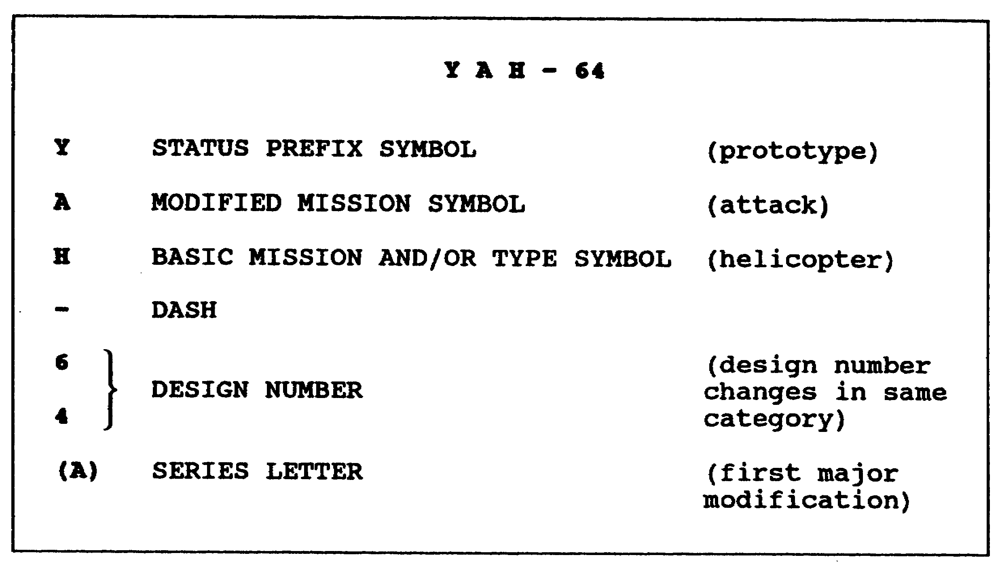 Y A H - 64
Y STATUS PREFIX SYMBOL (prototype)
A MODIFIED MISSION SYMBOL (attack)
H BASIC MISSION AND/OR TYPE SYMBOL (helicopter)
- DASH
6 (design number
DESIGN NUMBER changes in same
4 category)
(A) SERIES LETTER (first major
modification)